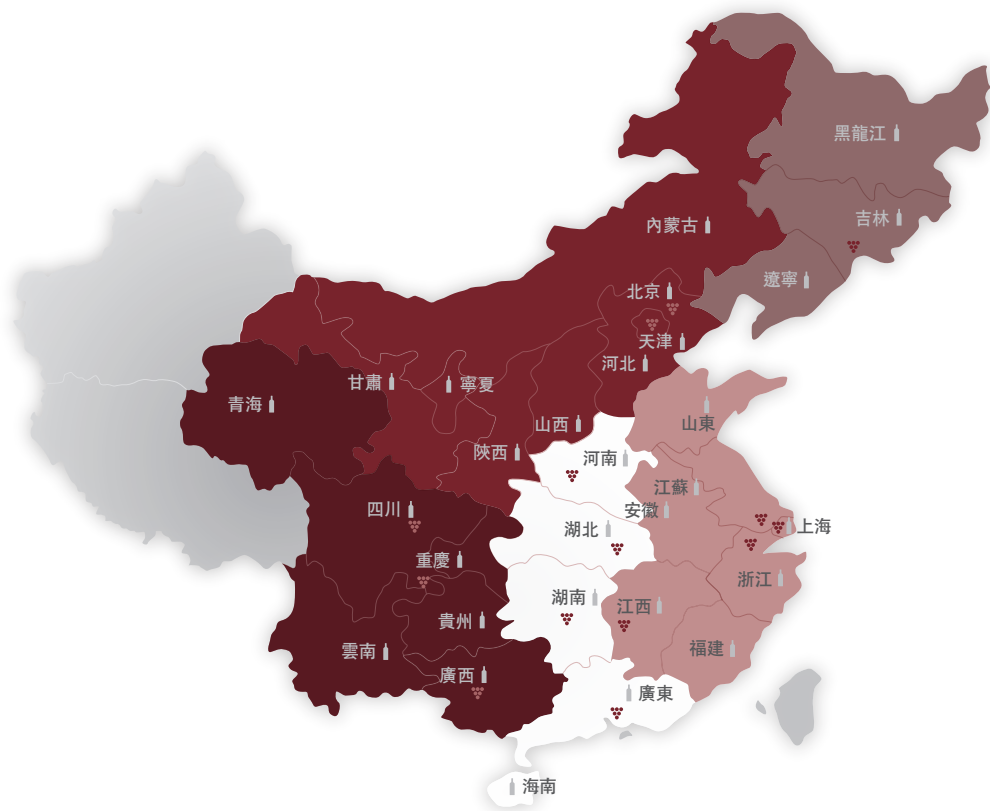 黑龍江
吉林
內蒙古
遼寧
北京
天津
河北
甘肅
寧夏
青海
山西
山東
陝西
河南
江蘇
四川
安徽
湖北
上海
重慶
浙江
湖南
江西
貴州
福建
雲南
廣西
廣東
海南